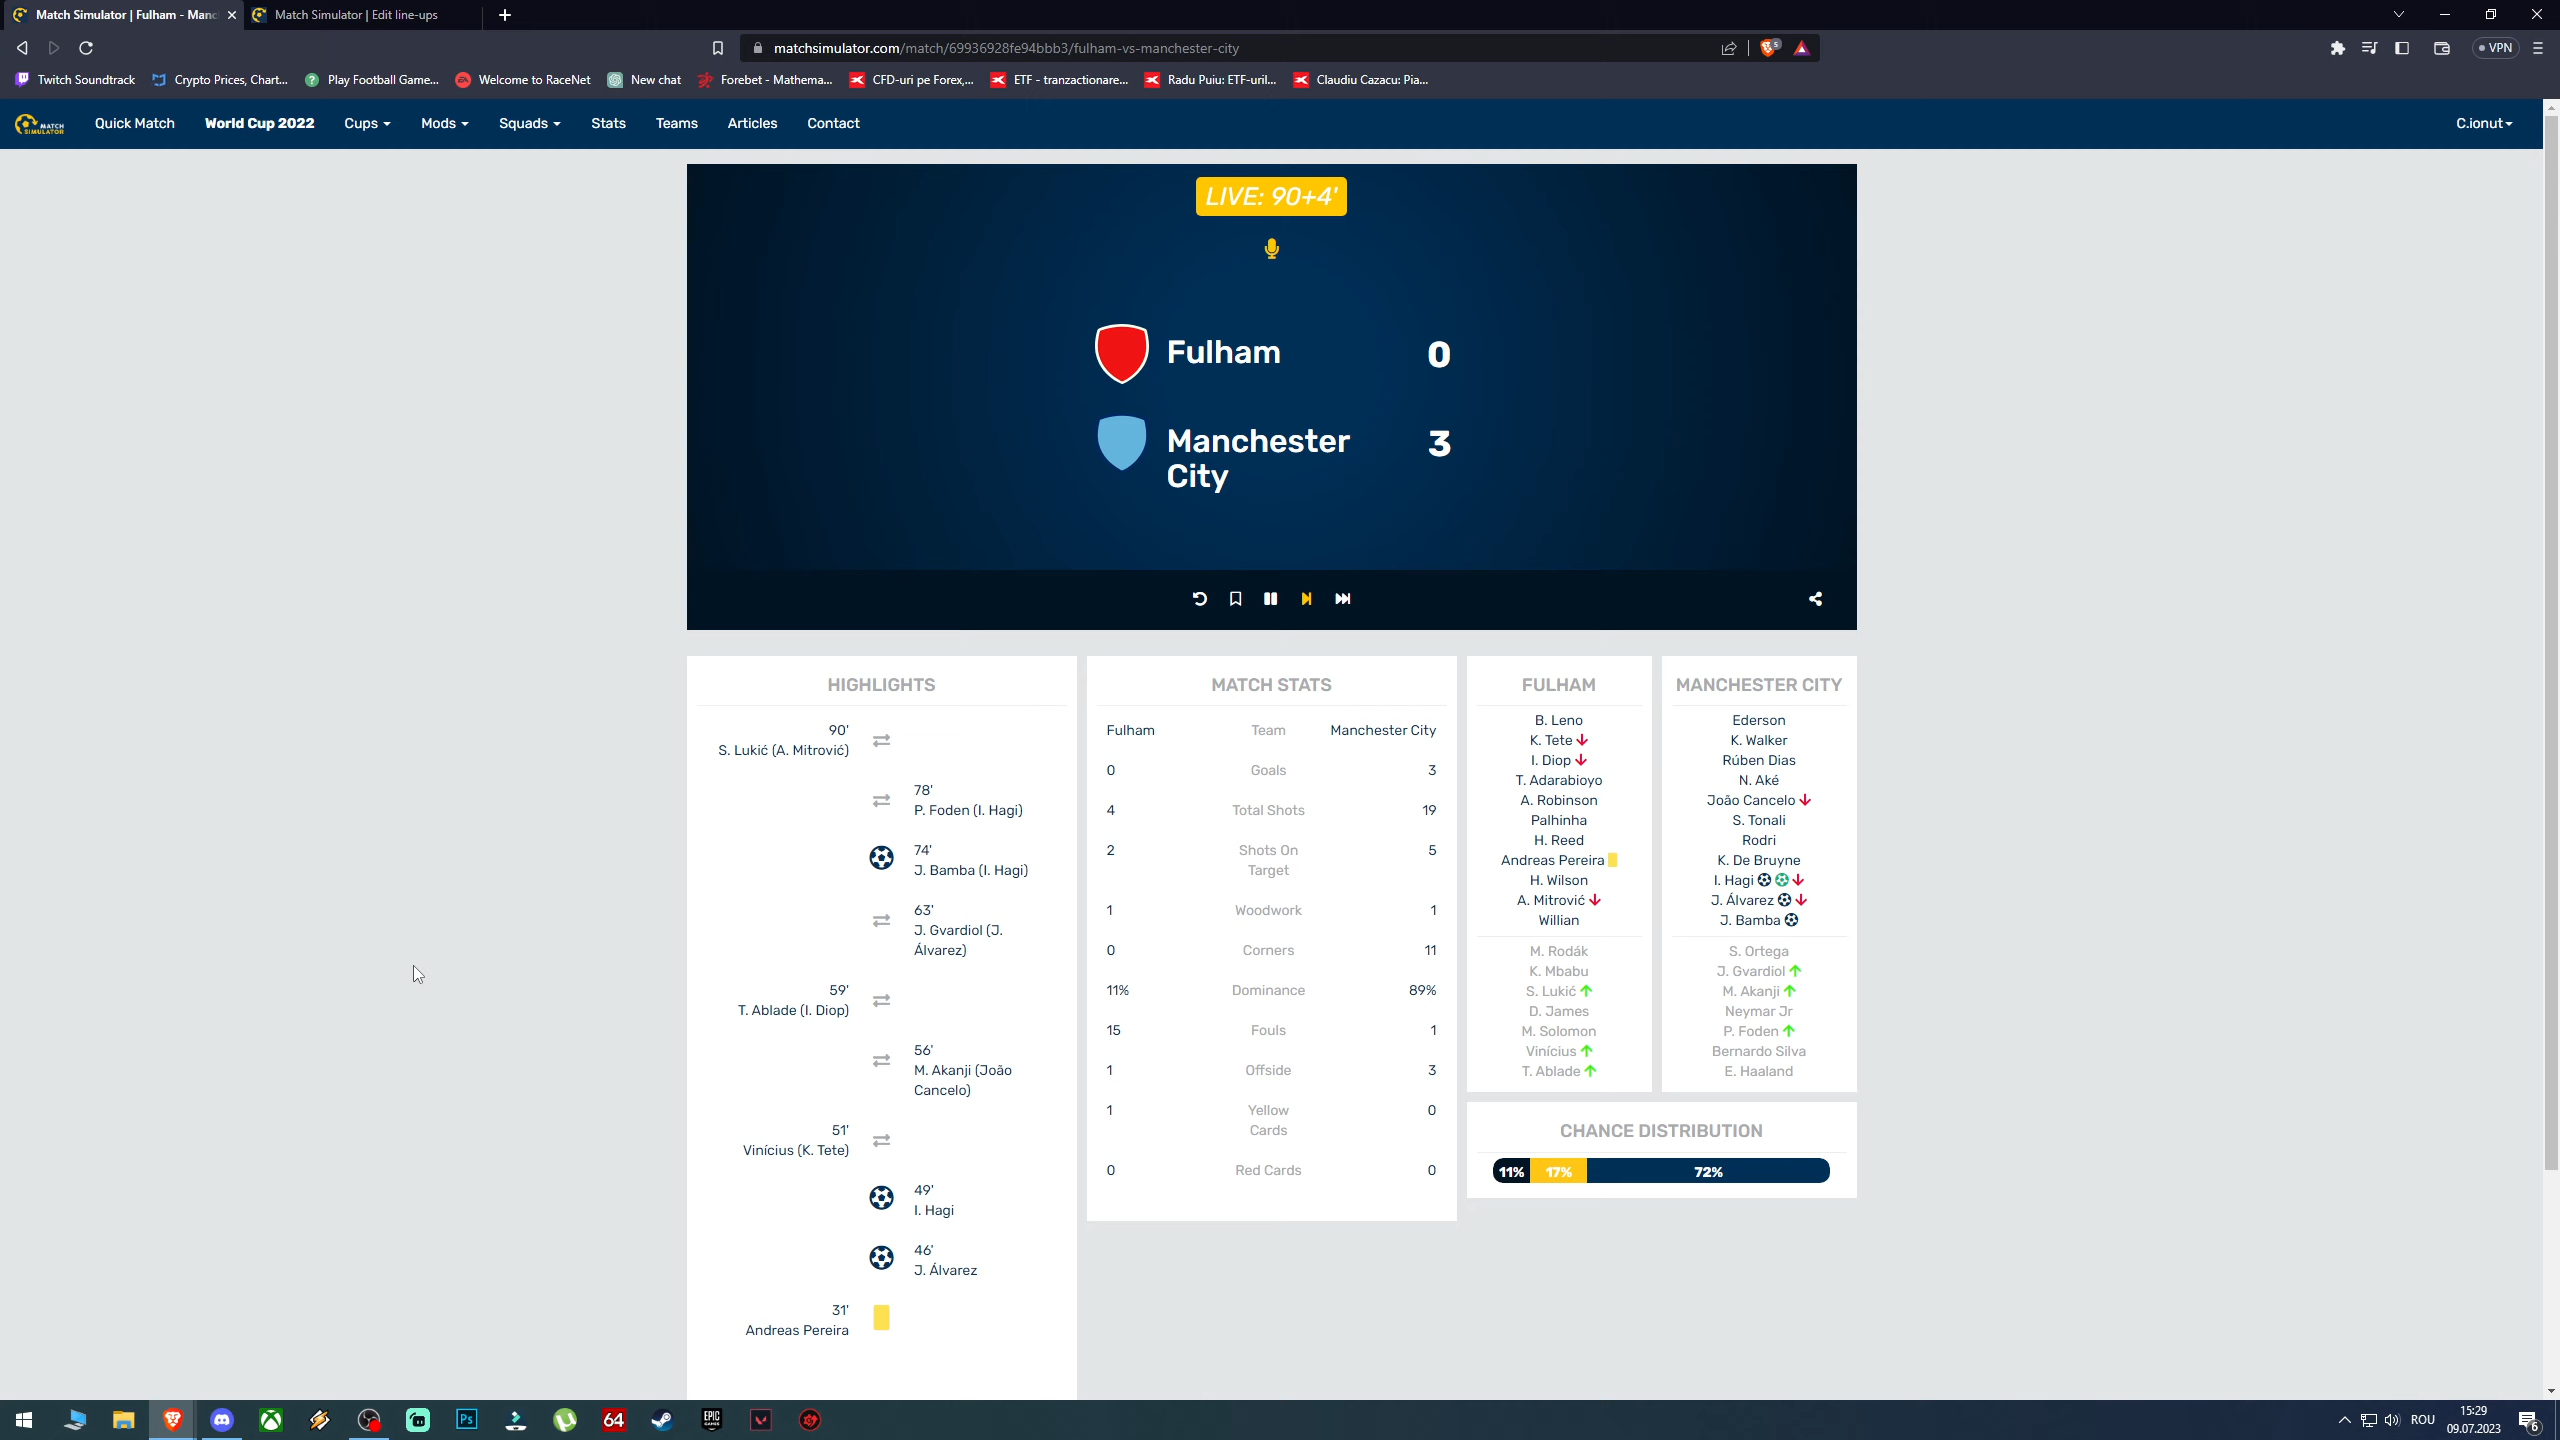 Match Simulator | Fulham - Manc
Match Simulator | Edit line-ups
matchsimulator.com/match/69936928fe94bbb3/fulham-vs-manchester-city
5
VPN
Twitch Soundtrack
Crypto Prices, Chart...
Play Football Game...
Welcome to RaceNet
New chat
Forebet - Mathema...
CFD-uri pe Forex,...
ETF - tranzactionare...
Radu Puiu: ETF-uril...
Claudiu Cazacu: Pia...
MATCH
SIMULATOR
Quick Match
World Cup 2022
Cups
Mods
Squads
Stats
Teams
Articles
Contact
C.ionut
LIVE: 90+4'
Fulham
0
Manchester
City
3
HIGHLIGHTS
90'
S. Lukić (A. Mitrović)
78'
P. Foden (I. Hagi)
74'
J. Bamba (I. Hagi)
63'
J. Gvardiol (J.
Álvarez)
59'
T. Ablade (I. Diop)
56'
M. Akanji (João
Cancelo)
51'
Vinícius (K. Tete)
49'
I. Hagi
46'
J. Álvarez
31'
Andreas Pereira
MATCH STATS
Fulham Team Manchester City
0 Goals 3
4 Total Shots 19
2 Shots On 5
Target
1 Woodwork 1
0 Corners 11
11% Dominance 89%
15 Fouls 1
1 Offside 3
1 Yellow 0
Cards
0 Red Cards 0
FULHAM
B. Leno
K. Tete
I. Diop
T. Adarabioyo
A. Robinson
Palhinha
H. Reed
Andreas Pereira
H. Wilson
A. Mitrović
Willian
M. Rodák
K. Mbabu
S. Lukić
D. James
M. Solomon
Vinícius
T. Ablade
MANCHESTER CITY
Ederson
K. Walker
Rúben Dias
N. Aké
João Cancelo
S. Tonali
Rodri
K. De Bruyne
I. Hagi
J. Álvarez
J. Bamba
S. Ortega
J. Gvardiol
M. Akanji
Neymar Jr
P. Foden
Bernardo Silva
E. Haaland
CHANCE DISTRIBUTION
11% 17% 72%
Ps
64
EPIC
GAMES
ROU
15:29
09.07.2023
6